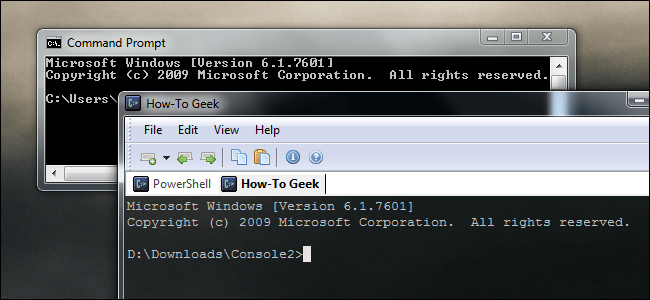 Command Prompt
Microsoft Windows [Version 6.1.7601]
Copyright (c) 2009 Microsoft Corporation.  All rights reserved.
C:\Users\
How-To Geek
File Edit View Help
PowerShell How-To Geek
Microsoft Windows [Version 6.1.7601]
Copyright (c) 2009 Microsoft Corporation.  All rights reserved.
D:\Downloads\Console2>